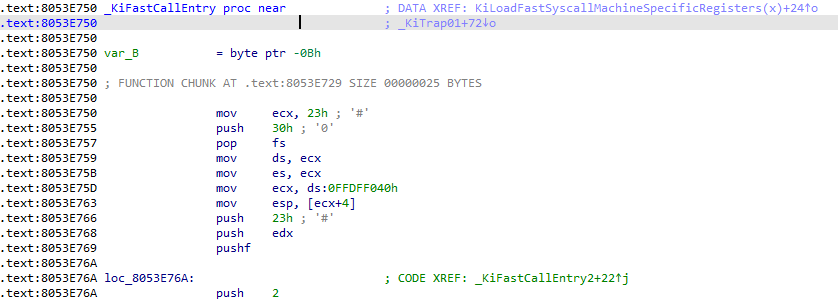 .text:8053E750 _KiFastCallEntry proc near ; DATA XREF: KiLoadFastSyscallMachineSpecificRegisters(x)+24↑o
.text:8053E750 ; _KiTrap01+72↓o
.text:8053E750
.text:8053E750 var_B = byte ptr -0Bh
.text:8053E750
.text:8053E750 ; FUNCTION CHUNK AT .text:8053E729 SIZE 00000025 BYTES
.text:8053E750
.text:8053E750 mov ecx, 23h ; '#'
.text:8053E755 push 30h ; '0'
.text:8053E757 pop fs
.text:8053E759 mov ds, ecx
.text:8053E75B mov es, ecx
.text:8053E75D mov ecx, ds:0FFDFF040h
.text:8053E763 mov esp, [ecx+4]
.text:8053E766 push 23h ; '#'
.text:8053E768 push edx
.text:8053E769 pushf
.text:8053E76A
.text:8053E76A loc_8053E76A: ; CODE XREF: _KiFastCallEntry2+22↑j
.text:8053E76A push 2